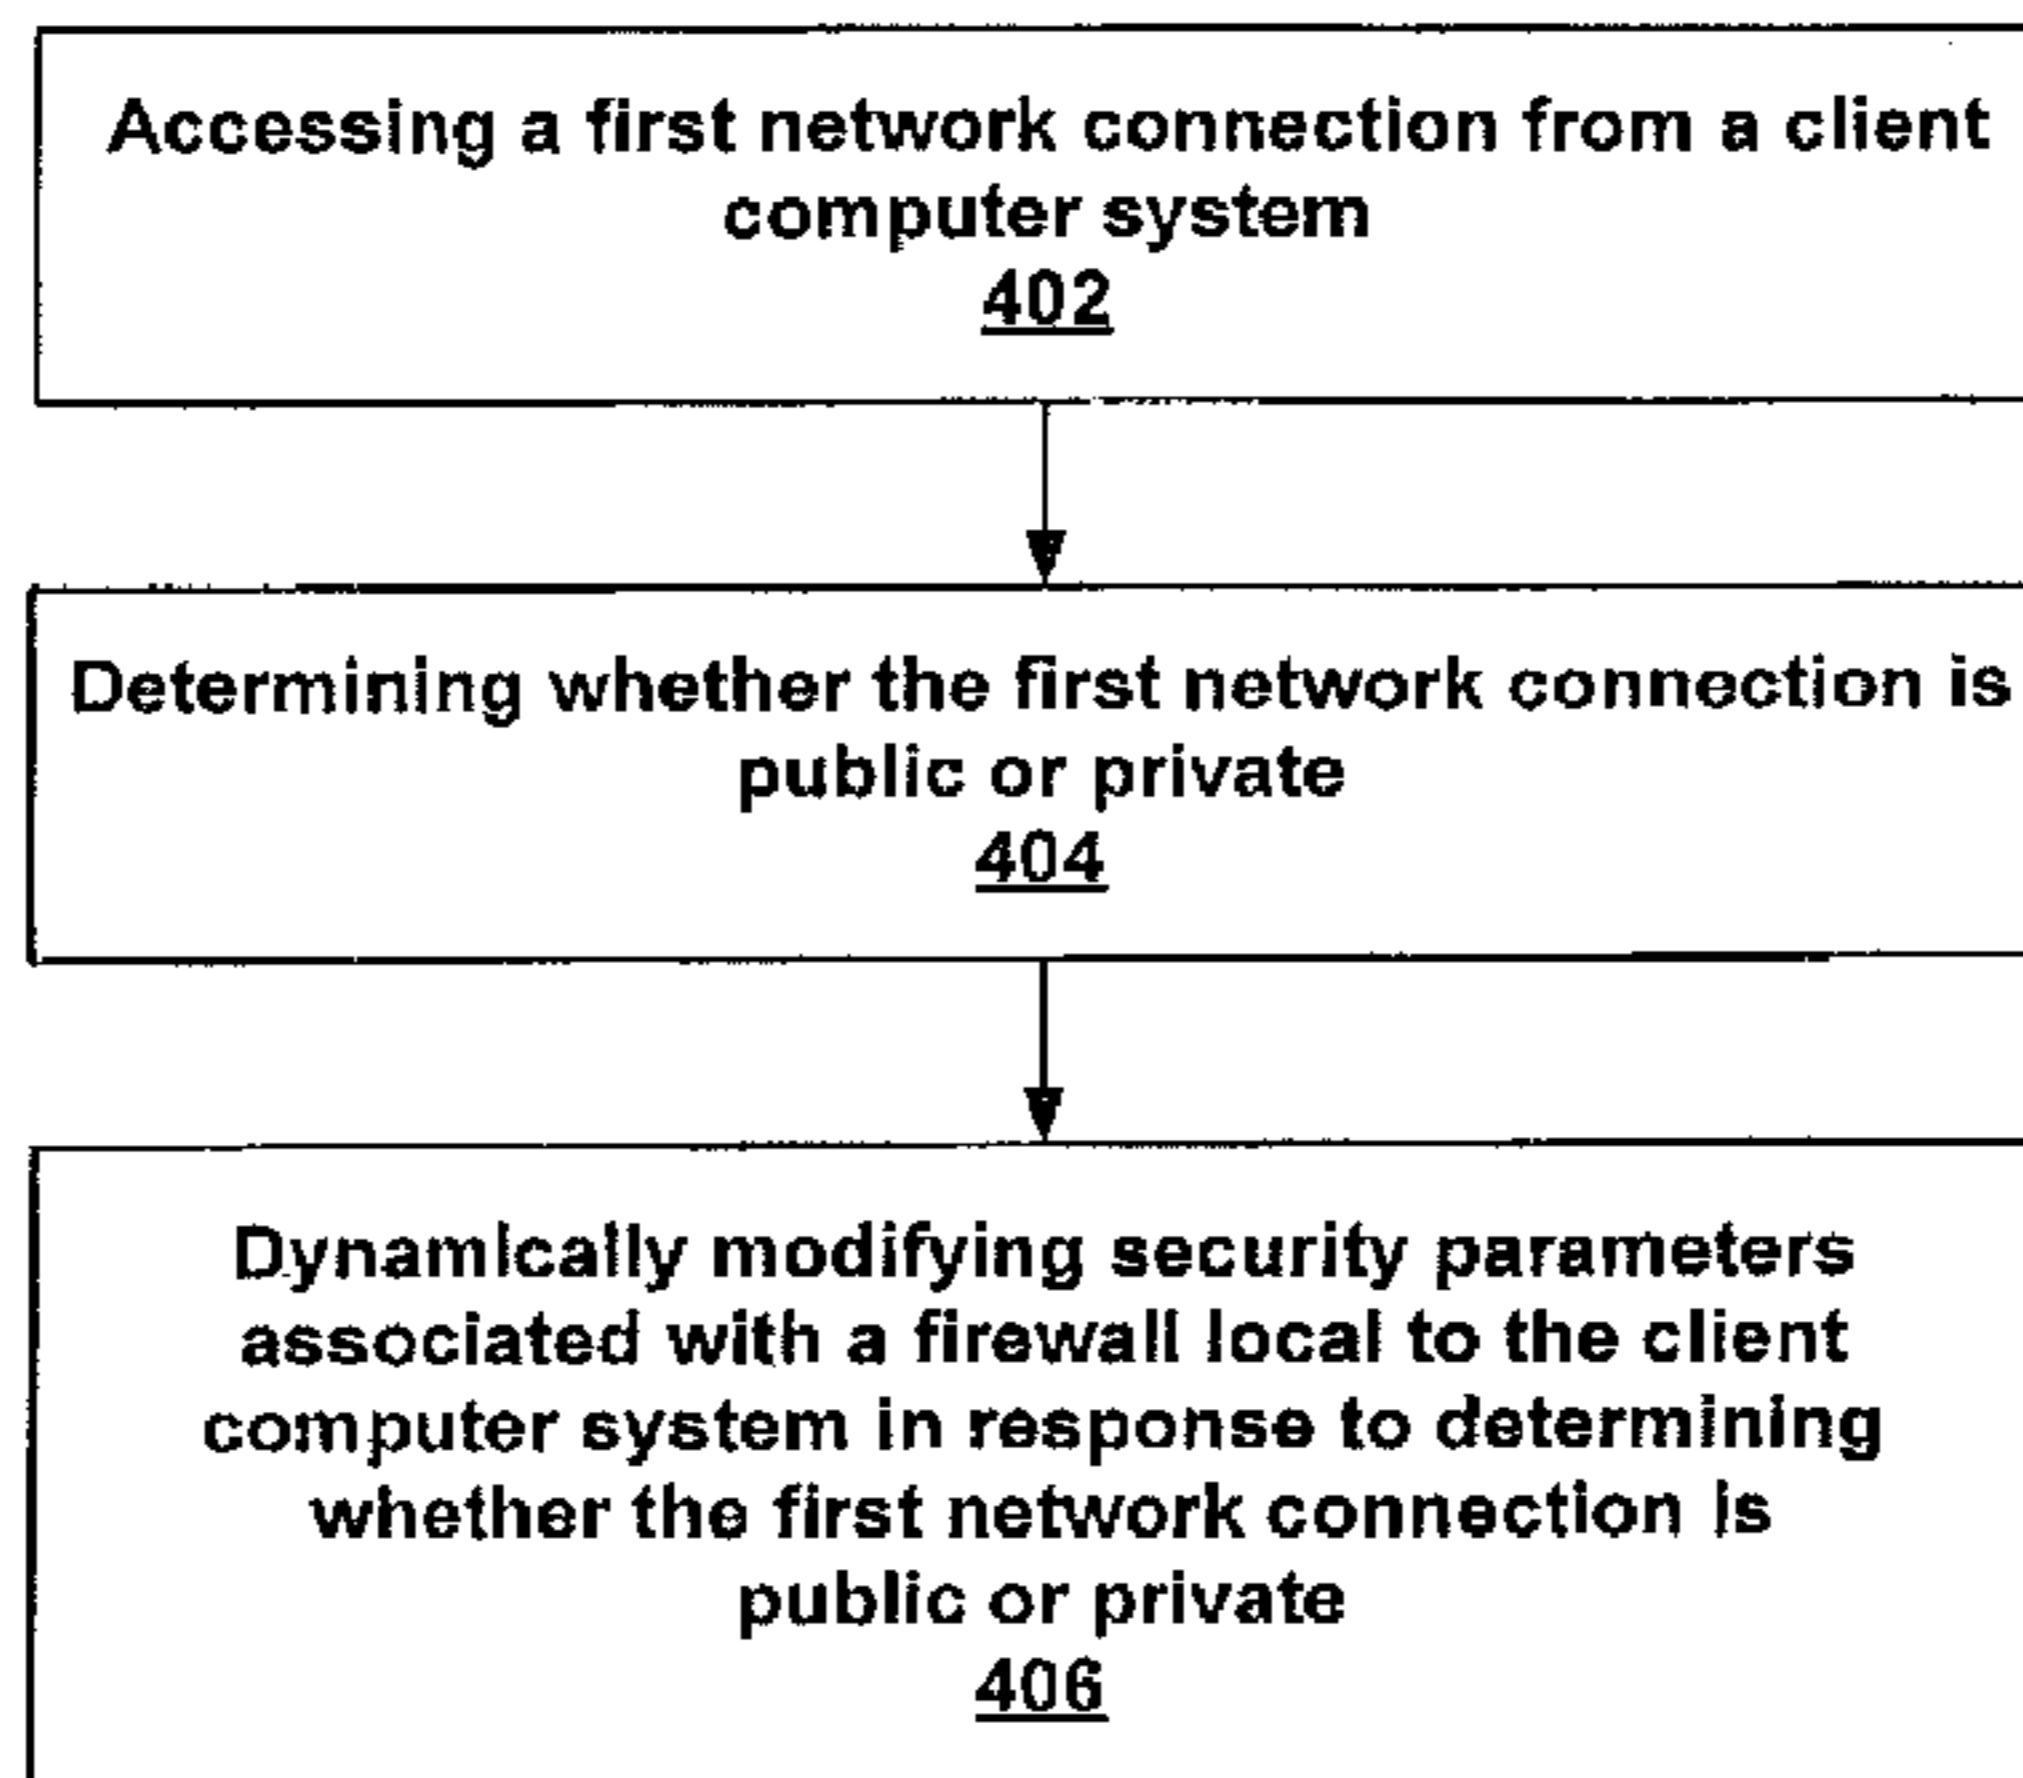 Accessing a first network connection from a client
computer system
402
Determining whether the first network connection is
public or private
404
Dynamically modifying security parameters
associated with a firewall local to the client
computer system in response to determining
whether the first network connection is
public or private
406